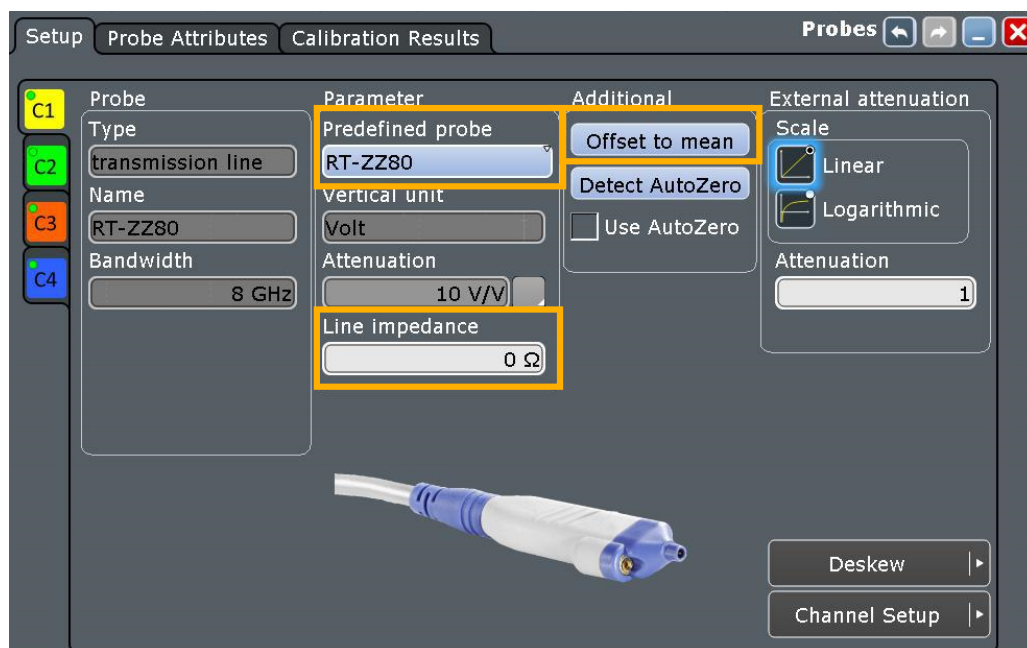 Setup
Probe Attributes
Calibration Results
Probes
C1
C2
C3
C4
Probe
Type
transmission line
Name
RT-ZZ80
Bandwidth
8 GHz
Parameter
Predefined probe
RT-ZZ80
Vertical unit
Volt
Attenuation
10 V/V
Line impedance
0 Ω
Additional
Offset to mean
Detect AutoZero
Use AutoZero
External attenuation
Scale
Linear
Logarithmic
Attenuation
1
Deskew
Channel Setup